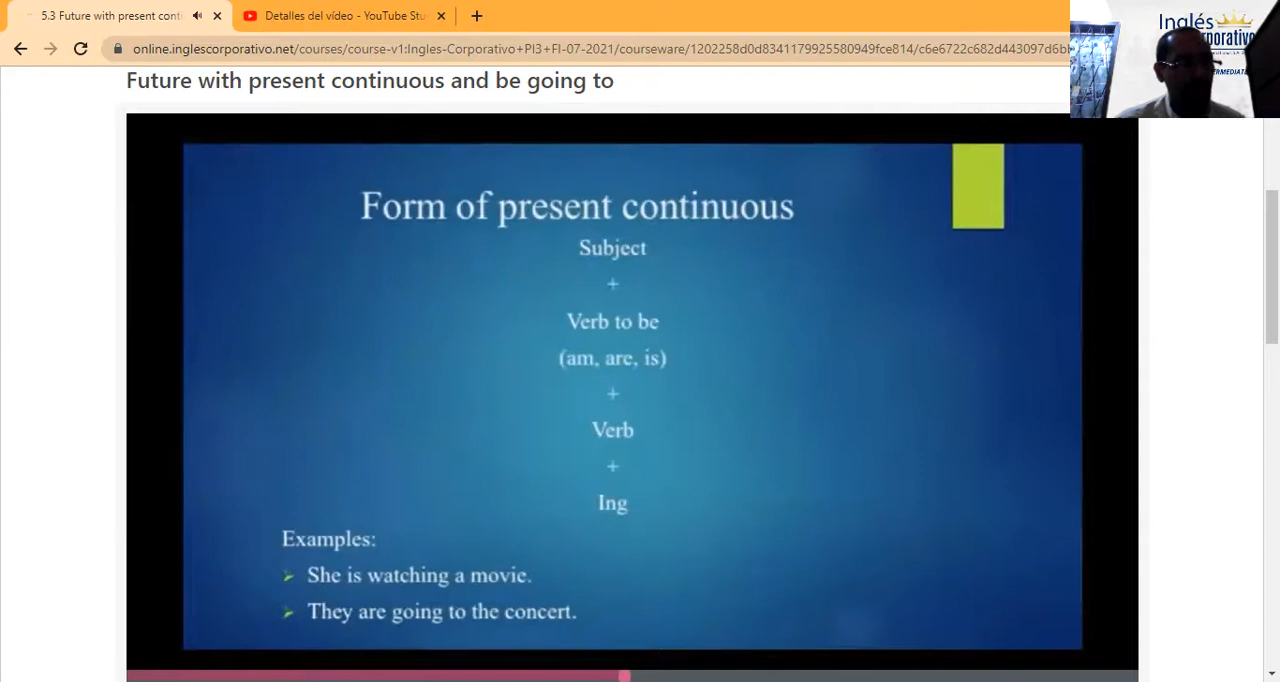 5.3 Future with present conti
Detalles del vídeo - YouTube Stu
online.inglescorporativo.net/courses/course-v1:Ingles-Corporativo+PI3+FI-07-2021/courseware/1202258d0d8341179925580949fce814/c6e6722c682d443097d6b
Inglés
orporativo
ERMEDIATE
Future with present continuous and be going to
Form of present continuous
Subject
+
Verb to be
(am, are, is)
+
Verb
+
Ing
Examples:
She is watching a movie.
They are going to the concert.